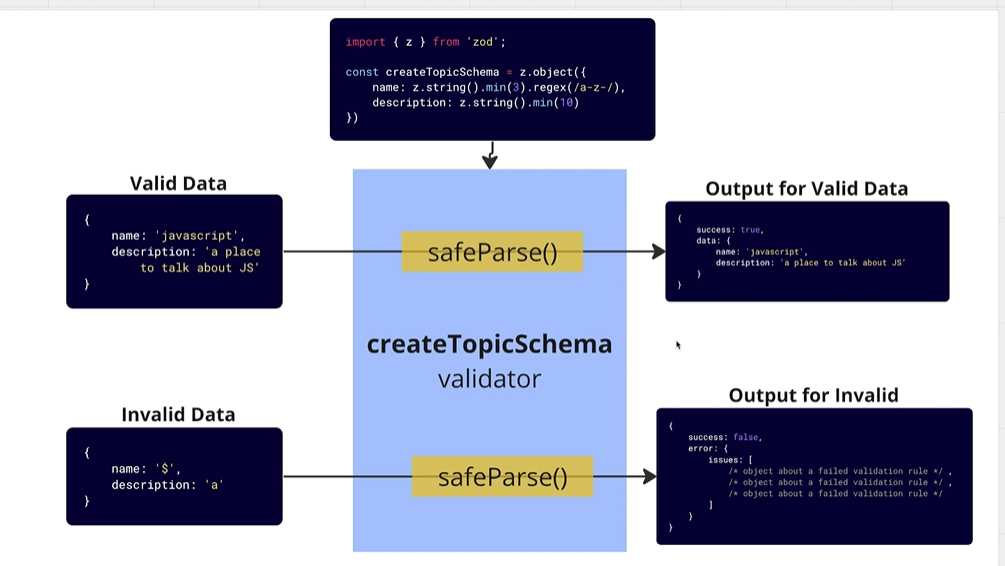 import { z } from 'zod';
const createTopicSchema = z.object({
name: z.string().min(3).regex(/a-z-/),
description: z.string().min(10)
})
Valid Data
{
name: 'javascript',
description: 'a place
to talk about JS'
}
safeParse()
Output for Valid Data
{
success: true,
data: {
name: 'javascript',
description: 'a place to talk about JS'
}
}
createTopicSchema
validator
Invalid Data
{
name: '$',
description: 'a'
}
safeParse()
Output for Invalid
{
success: false,
error: {
issues: [
/* object about a failed validation rule */ ,
/* object about a failed validation rule */ ,
/* object about a failed validation rule */
]
}
}